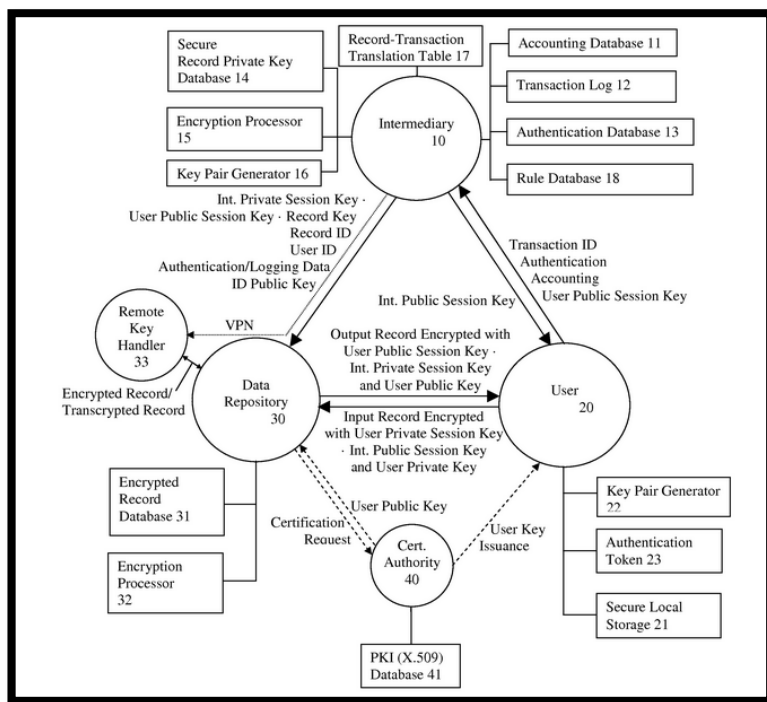 Secure
Record Private Key
Database 14
Record-Transaction
Translation Table 17
Accounting Database 11
Transaction Log 12
Encryption Processor
15
Intermediary
10
Authentication Database 13
Key Pair Generator 16
Rule Database 18
Int. Private Session Key ·
User Public Session Key · Record Key
Record ID
User ID
Authentication/Logging Data
ID Public Key
Transaction ID
Authentication
Accounting
User Public Session Key
Int. Public Session Key
Remote
Key
Handler
33
VPN
Output Record Encrypted with
User Public Session Key ·
Int. Private Session Key
and User Public Key
Encrypted Record/
Transcrypted Record
Data
Repository
30
User
20
Input Record Encrypted
with User Private Session Key
· Int. Public Session Key
and User Private Key
Encrypted
Record
Database 31
User Public Key
Certification
Request
User Key
Issuance
Key Pair Generator
22
Encryption
Processor
32
Cert.
Authority
40
Authentication
Token 23
Secure Local
Storage 21
PKI (X.509)
Database 41